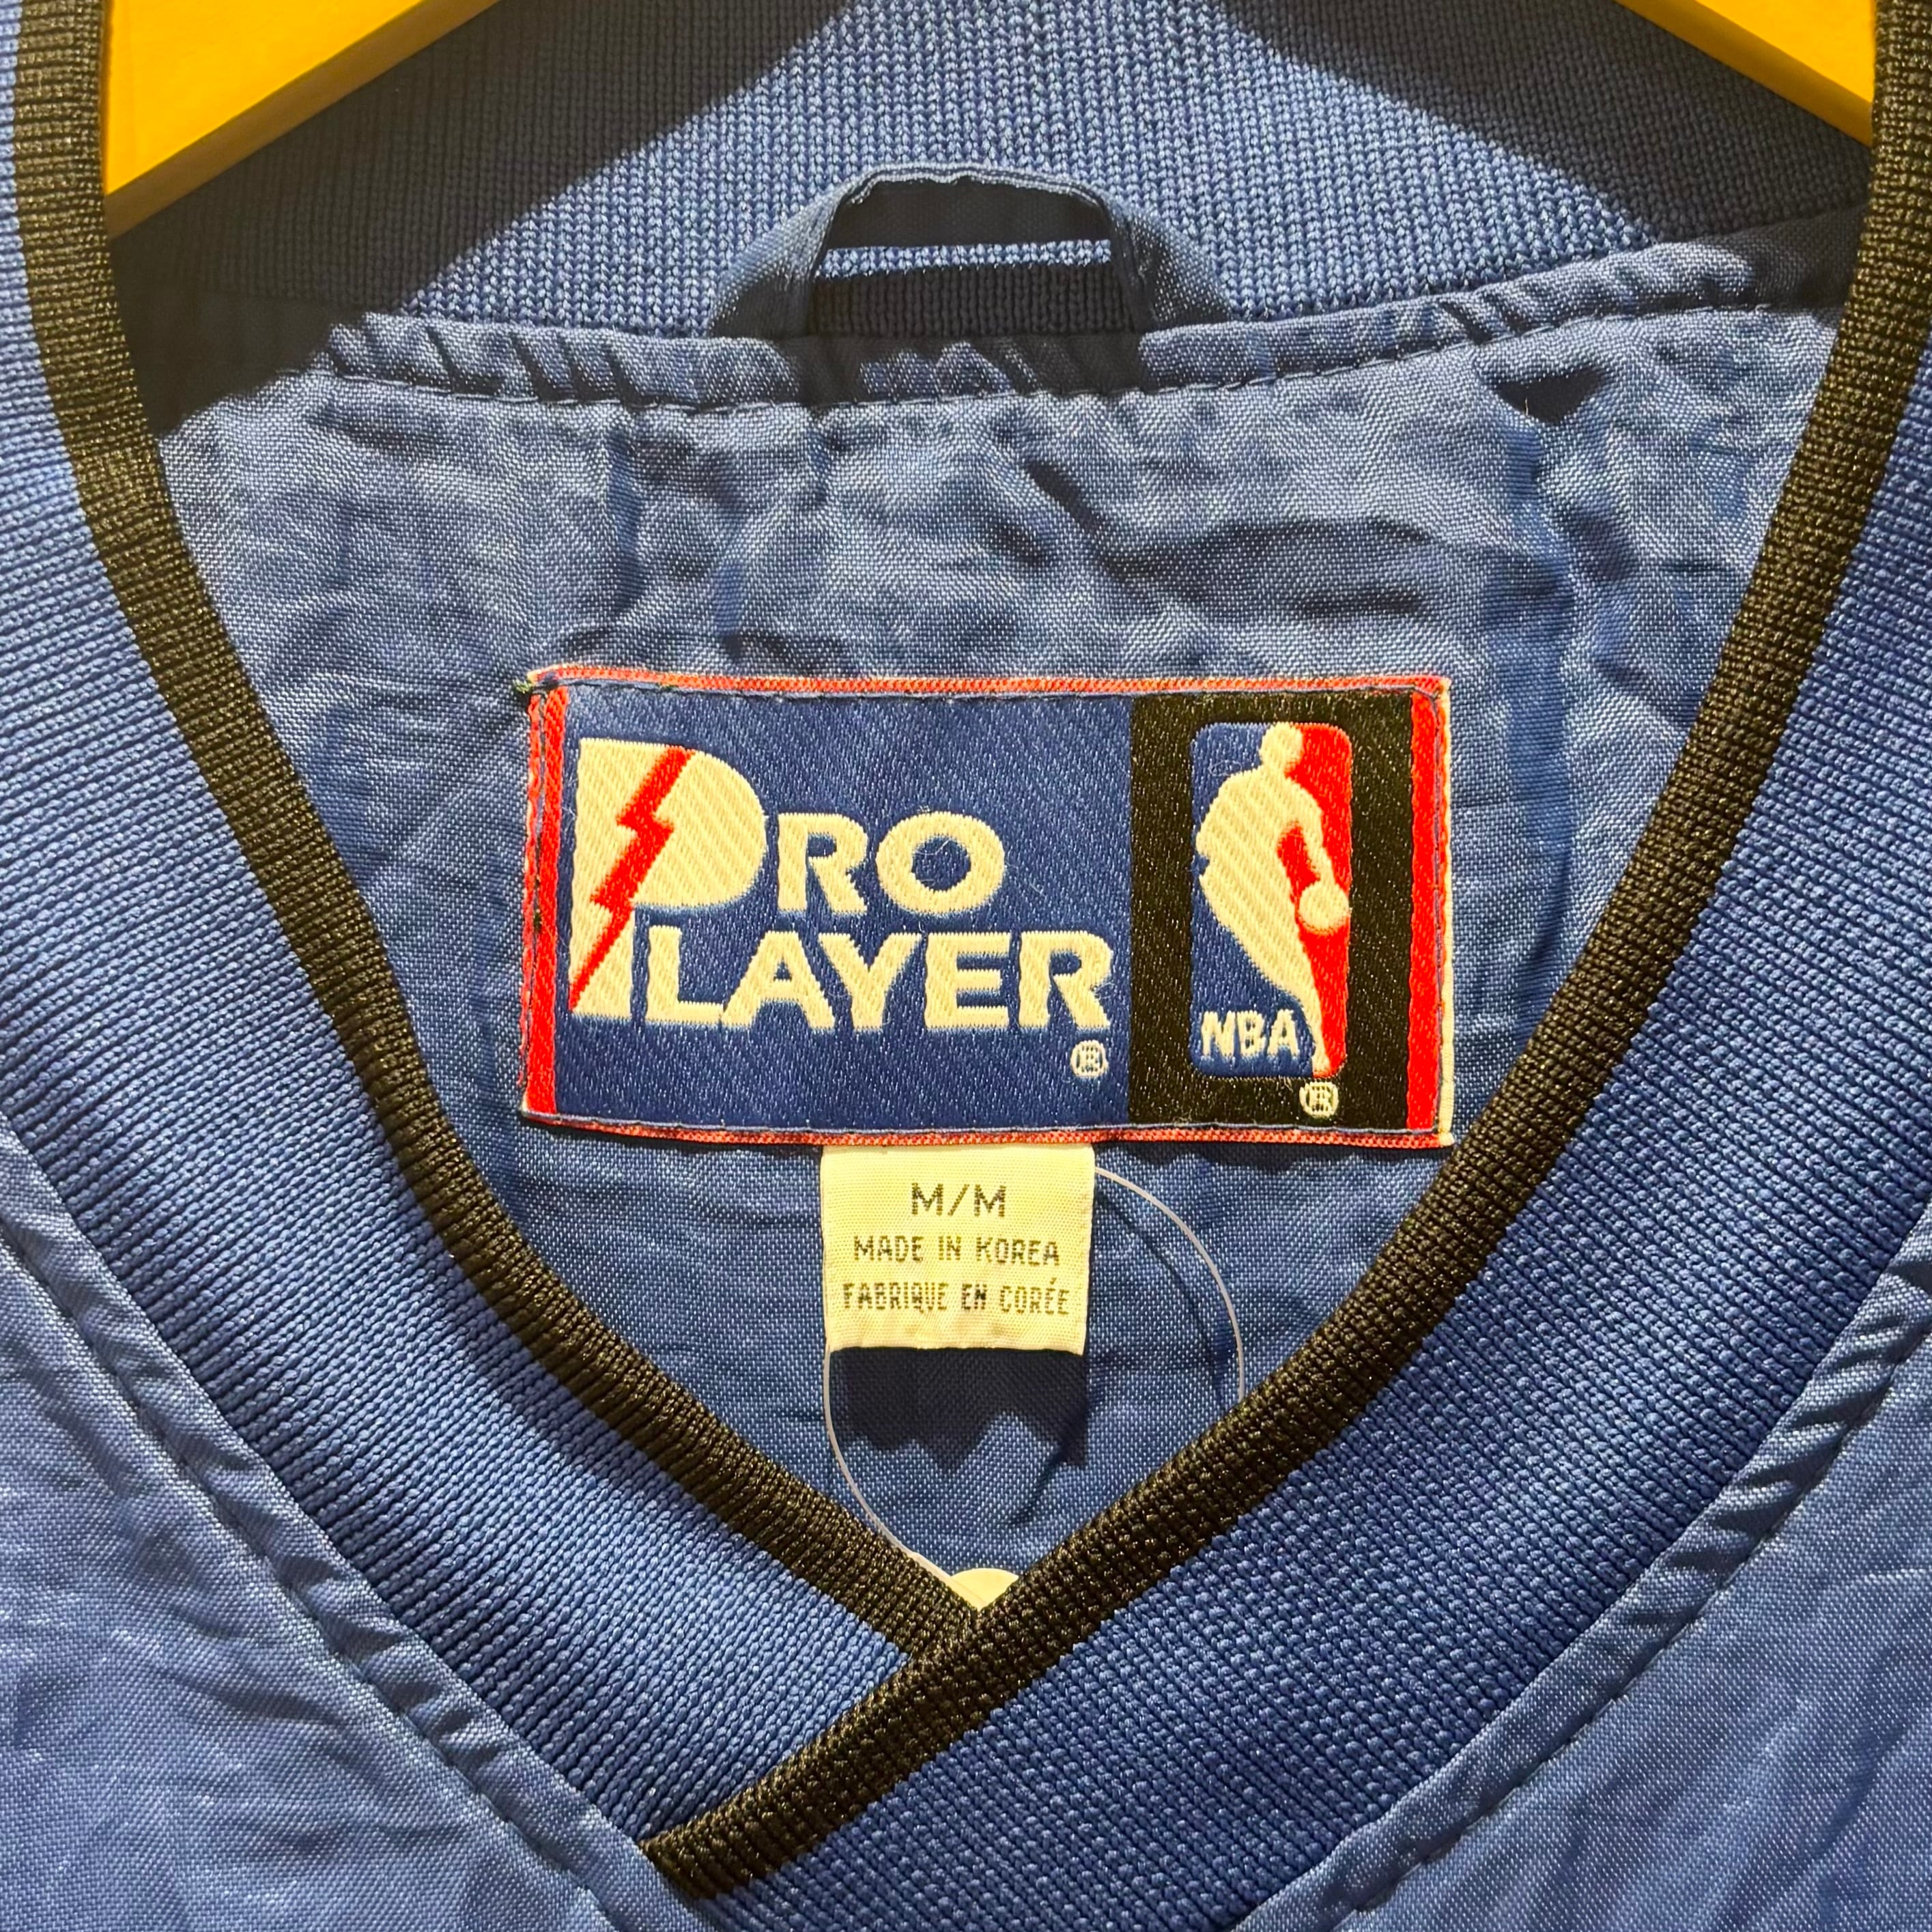 PRO
PLAYER
®
NBA
®
M/M
MADE IN KOREA
FABRIQUE EN CORÉE